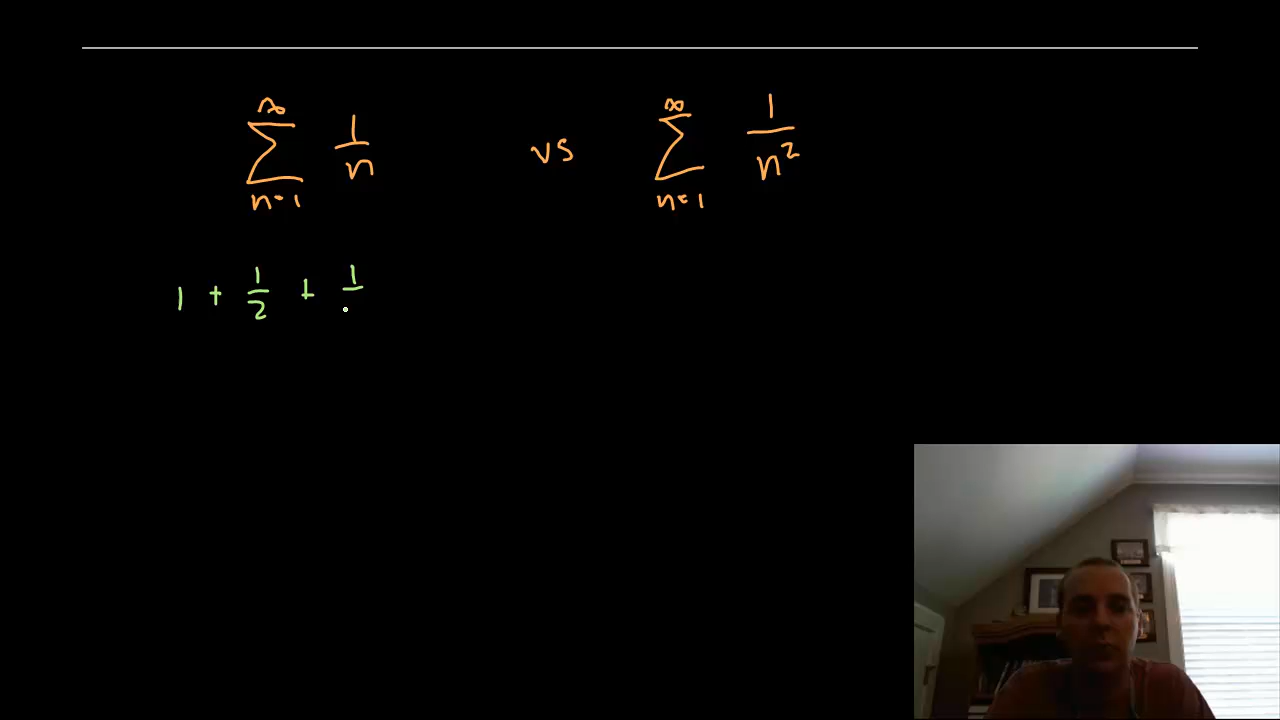 ∞ ∑ n=1 1/n vs ∞ ∑ n=1 1/n²
1 + 1/2 + 1/